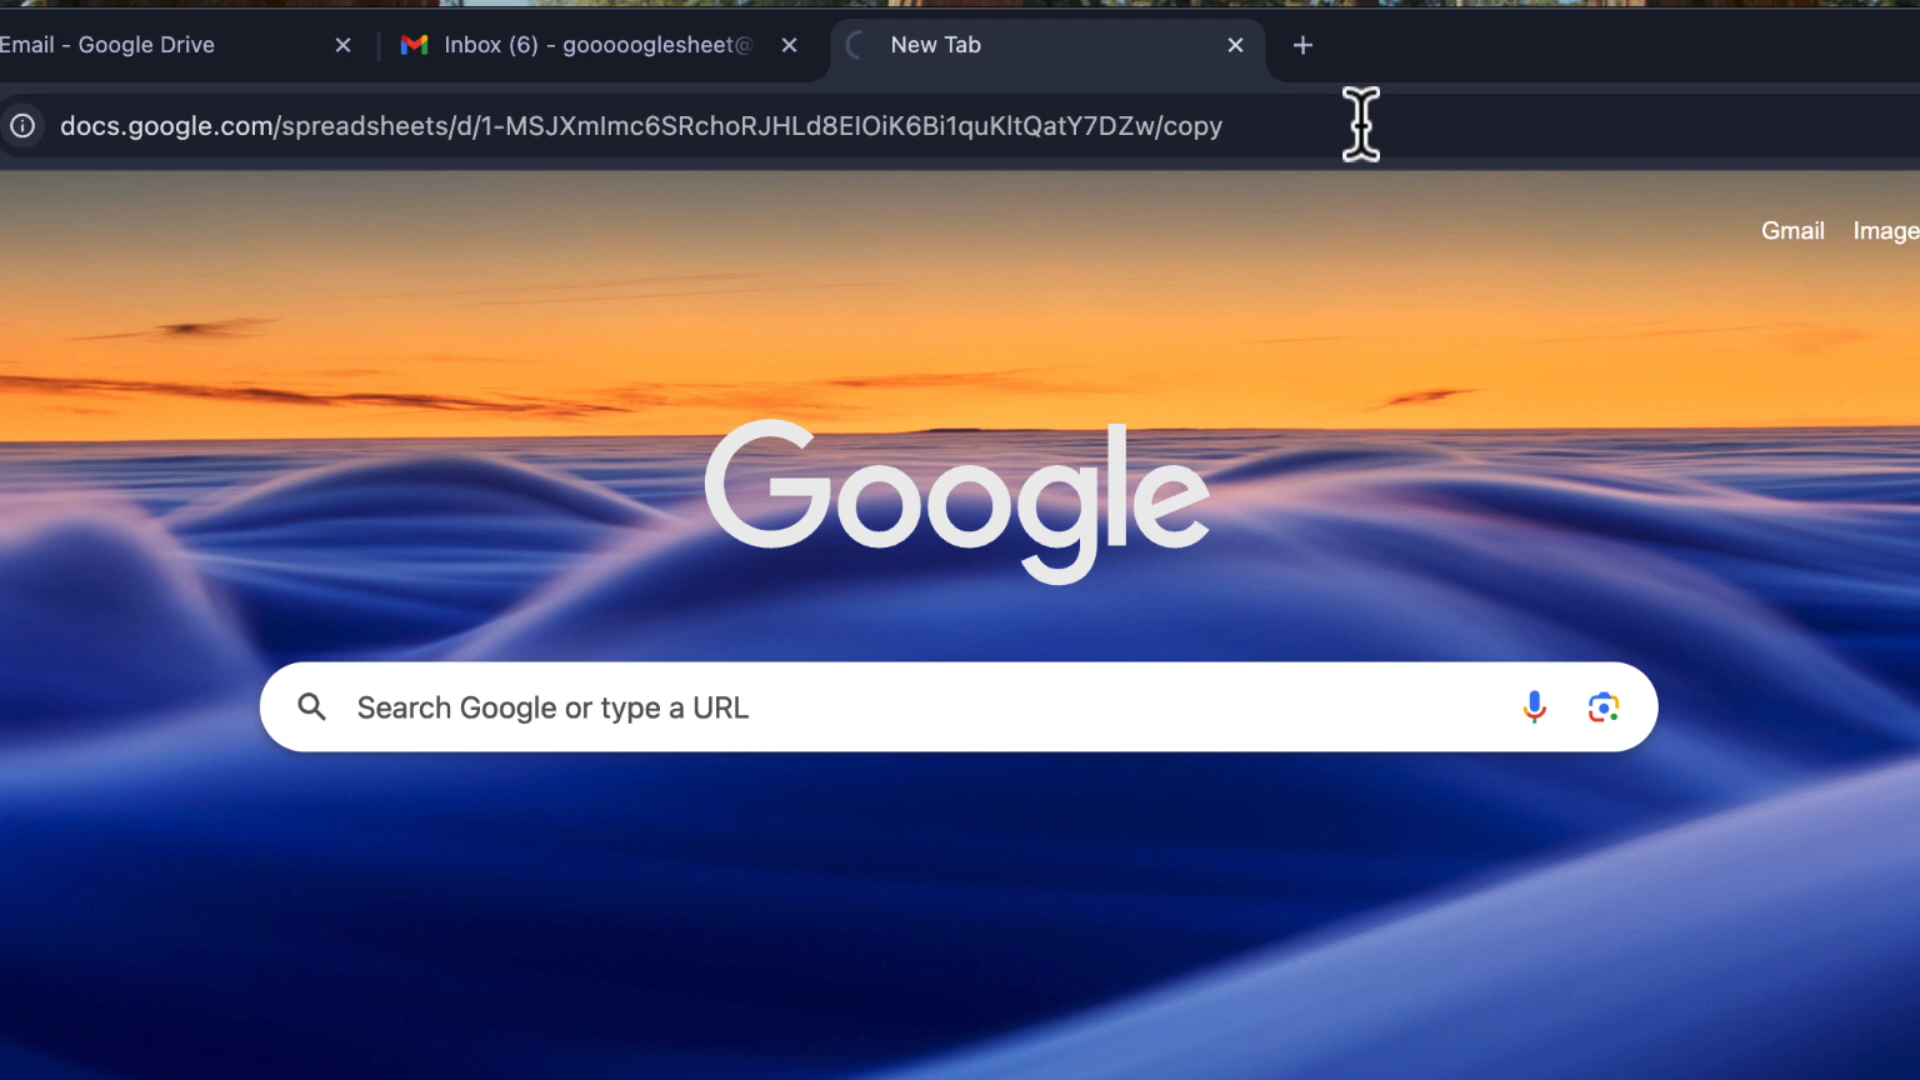 Email - Google Drive
Inbox (6) - goooooglesheet@
New Tab
docs.google.com/spreadsheets/d/1-MSJXmImc6SRchoRJHLd8EIOiK6Bi1quKltQatY7DZw/copy
Gmail
Image
Google
Search Google or type a URL